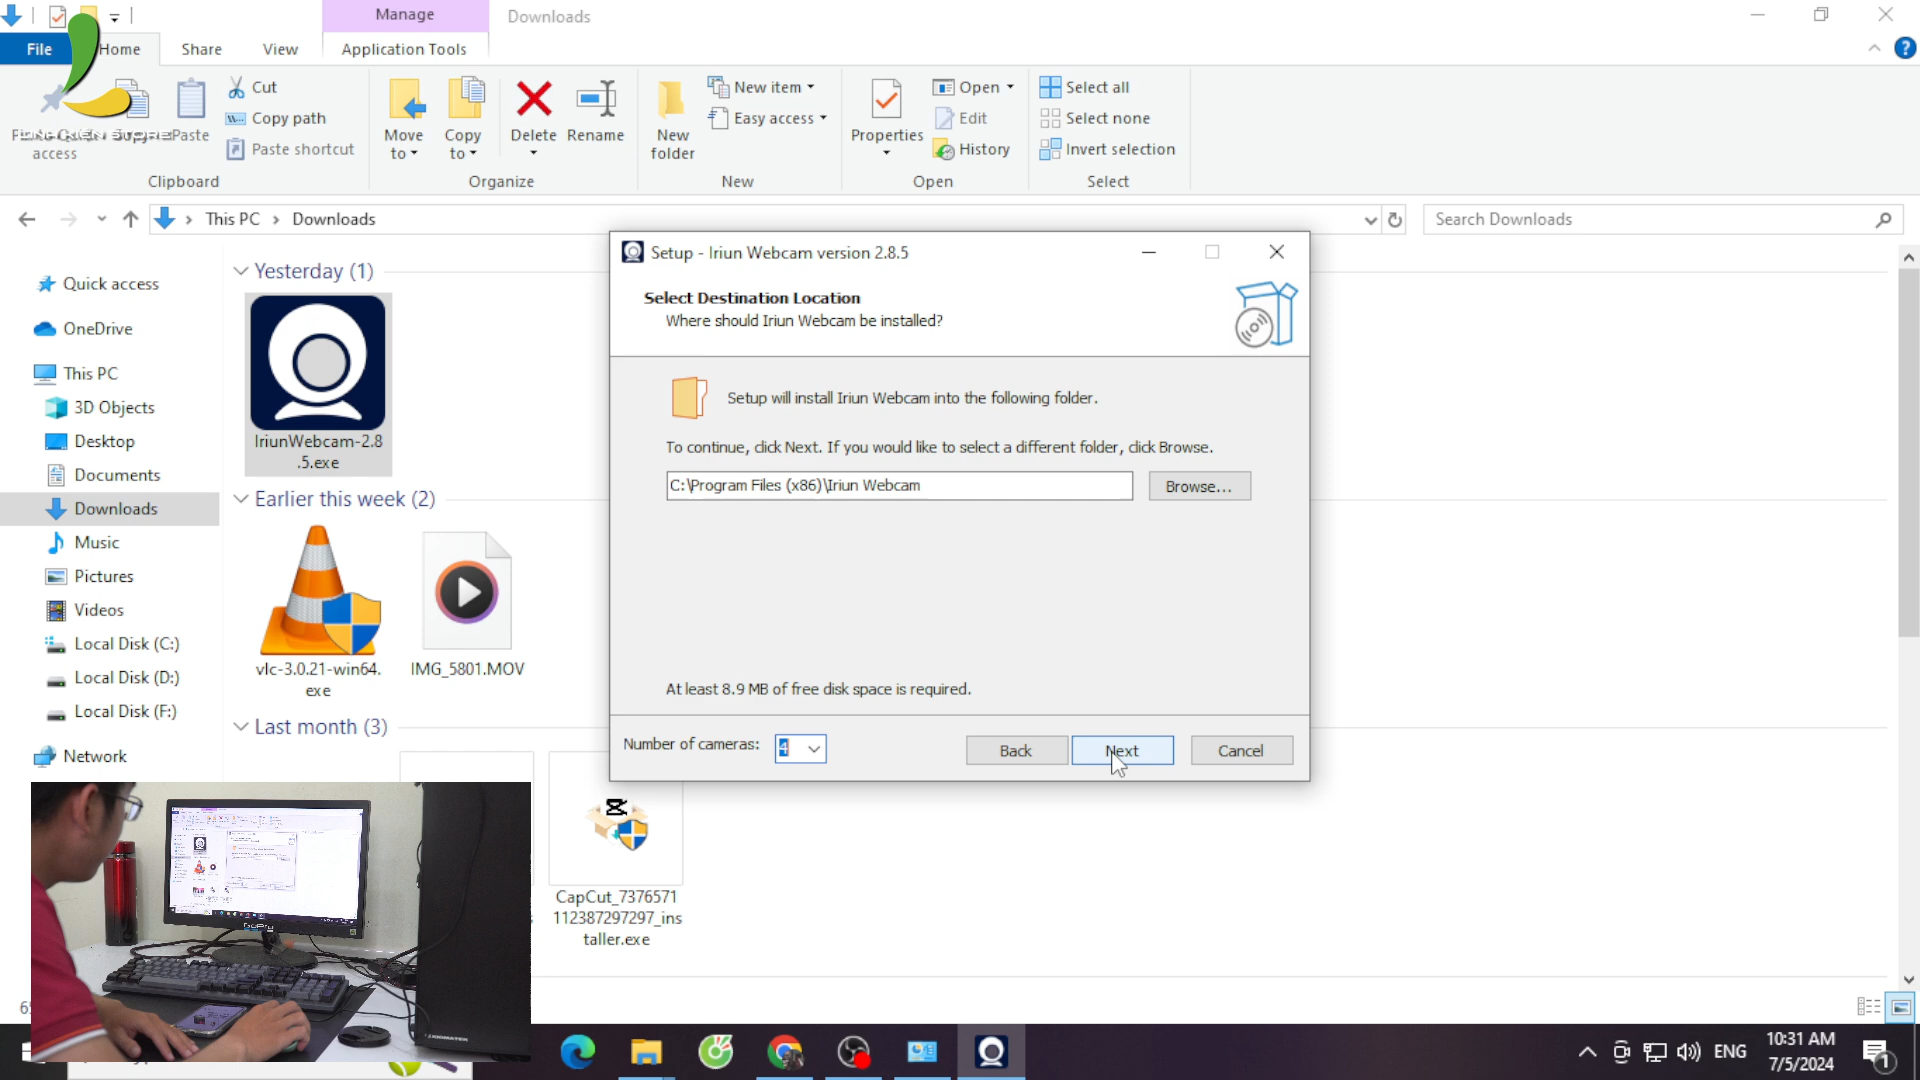 Manage
Downloads
File
Home
Share
View
Application Tools
access
Paste
Cut
Copy path
Paste shortcut
Clipboard
Move
to
Copy
to
Delete
Rename
Organize
New
folder
New item
Easy access
New
Properties
Open
Edit
History
Open
Select all
Select none
Invert selection
Select
This PC
Downloads
Search Downloads
Quick access
OneDrive
This PC
3D Objects
Desktop
Documents
Downloads
Music
Pictures
Videos
Local Disk (C:)
Local Disk (D:)
Local Disk (F:)
Network
Yesterday (1)
IriunWebcam-2.8
.5.exe
Earlier this week (2)
vlc-3.0.21-win64.
exe
IMG_5801.MOV
Last month (3)
CapCut_7376571
112387297297_ins
taller.exe
Setup - Iriun Webcam version 2.8.5
Select Destination Location
Where should Iriun Webcam be installed?
Setup will install Iriun Webcam into the following folder.
To continue, click Next. If you would like to select a different folder, click Browse.
C:\Program Files (x86)\Iriun Webcam
Browse...
At least 8.9 MB of free disk space is required.
Number of cameras:
4
Back
Next
Cancel
ENG
10:31 AM
7/5/2024
1